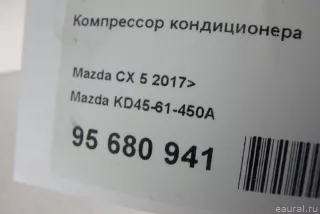 Компрессор кондиционера
Mazda CX 5 2017>
Mazda KD45-61-450A
95 680 941
eaural.ru